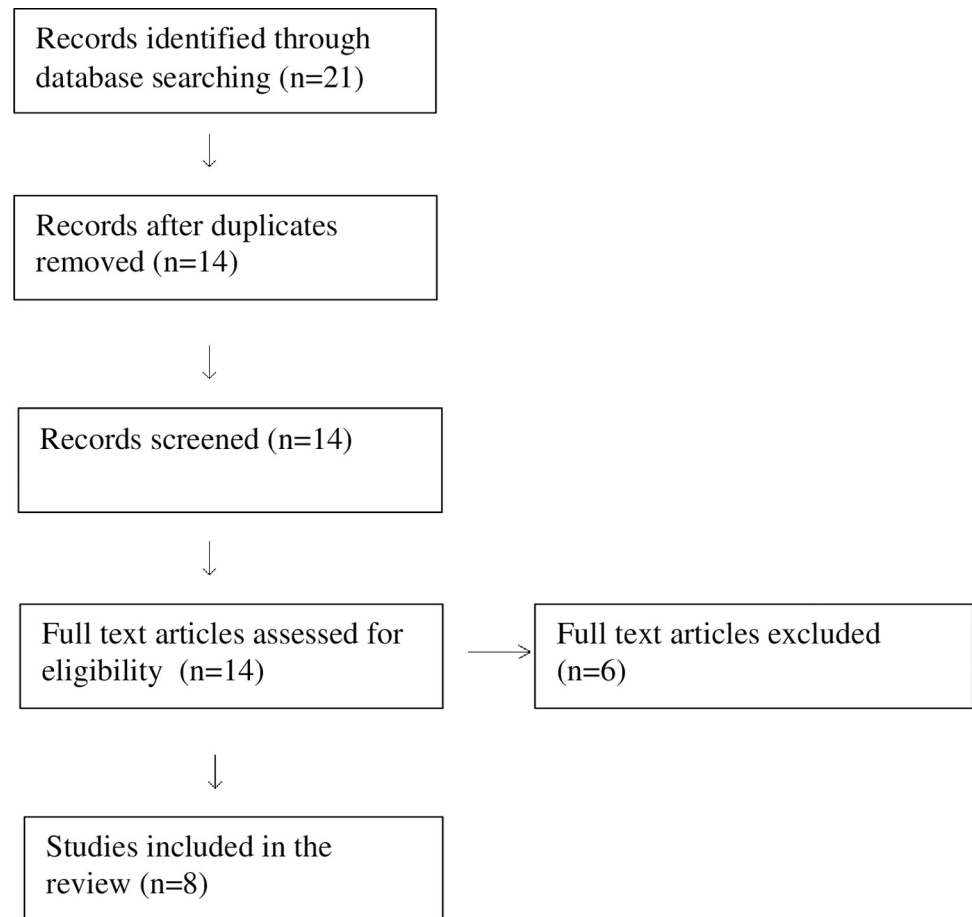 Records identified through
database searching (n=21)
Records after duplicates
removed (n=14)
Records screened (n=14)
Full text articles assessed for
eligibility  (n=14)
Full text articles excluded
(n=6)
Studies included in the
review (n=8)